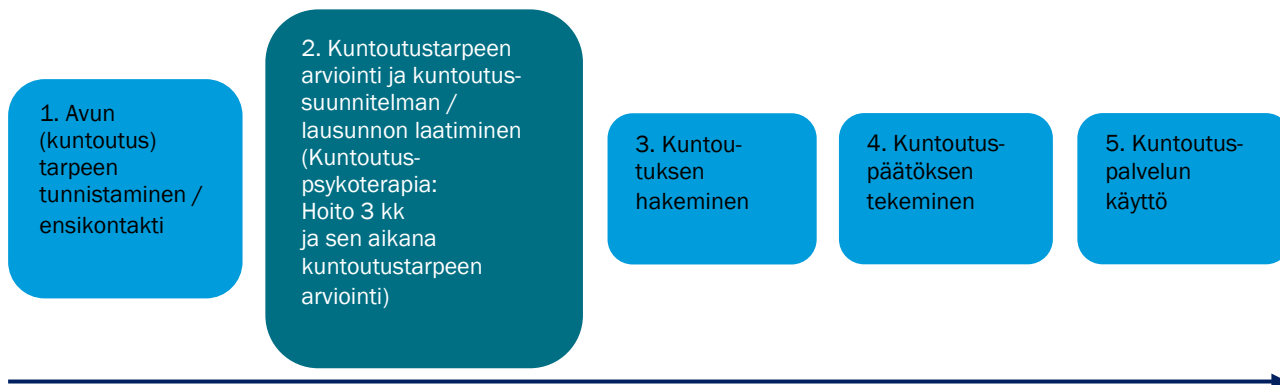 1. Avun
(kuntoutus)
tarpeen
tunnistaminen /
ensikontakti
2. Kuntoutustarpeen
arviointi ja kuntoutus-
suunnitelman /
lausunnon laatiminen
(Kuntoutus-
psykoterapia:
Hoito 3 kk
ja sen aikana
kuntoutustarpeen
arviointi)
3. Kuntou-
tuksen
hakeminen
4. Kuntoutus-
päätöksen
tekeminen
5. Kuntoutus-
palvelun
käyttö